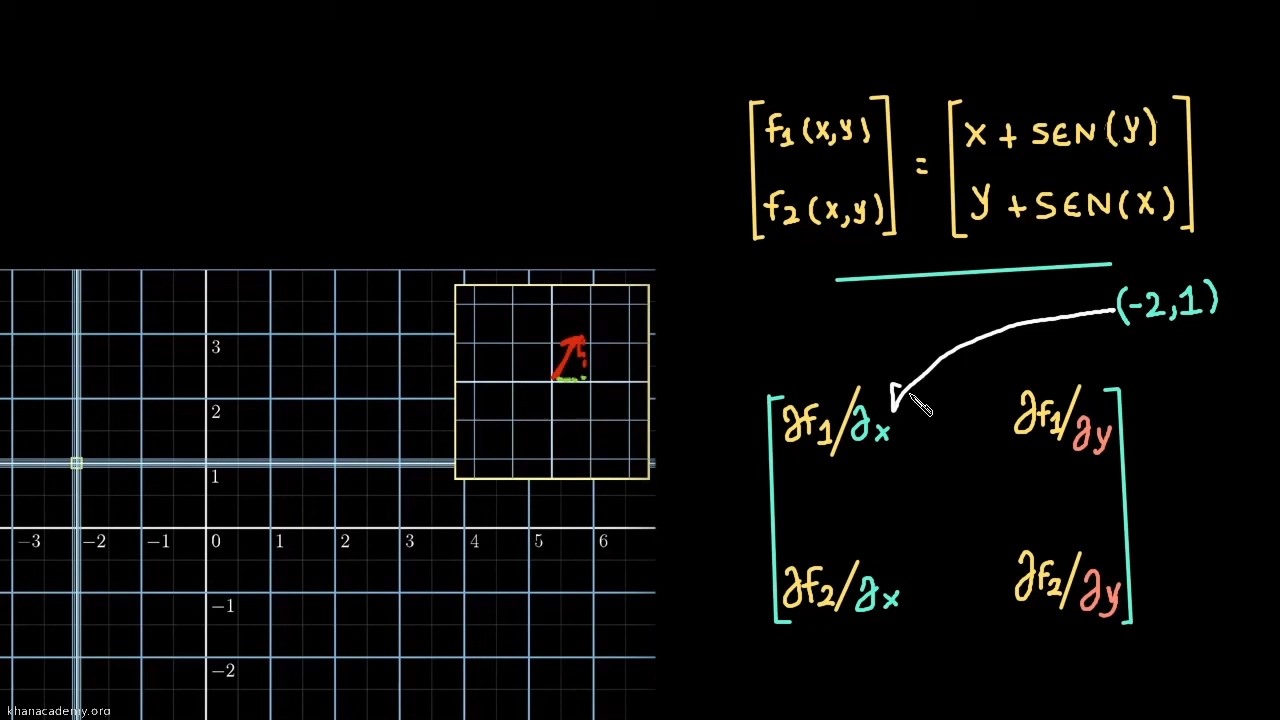 [f1(x,y)] = [x + SEN(y)]
[f2(x,y)] [y + SEN(x)]
(-2,1)
∂f1/∂x ∂f1/∂y
∂f2/∂x ∂f2/∂y
3
2
1
-3 -2 -1 0 1 2 3 4 5 6
-1
-2
khanacademy.org